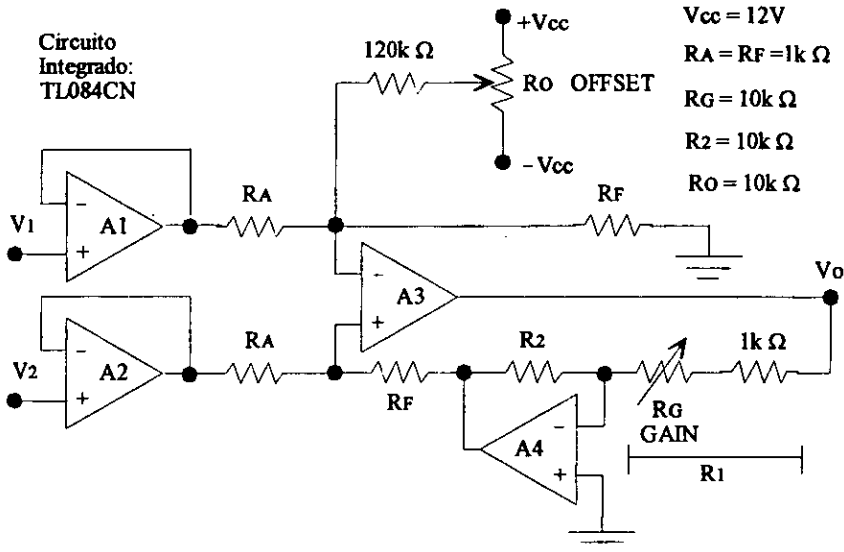 Circuito
Integrado:
TL084CN
+Vcc
120k Ω
RO OFFSET
−Vcc
Vcc = 12V
RA = RF =1k Ω
RG = 10k Ω
R2 = 10k Ω
RO = 10k Ω
V1
A1
-
+
RA
RF
A3
-
+
VO
V2
A2
-
+
RA
RF
R2
RG
GAIN
1k Ω
R1
A4
-
+